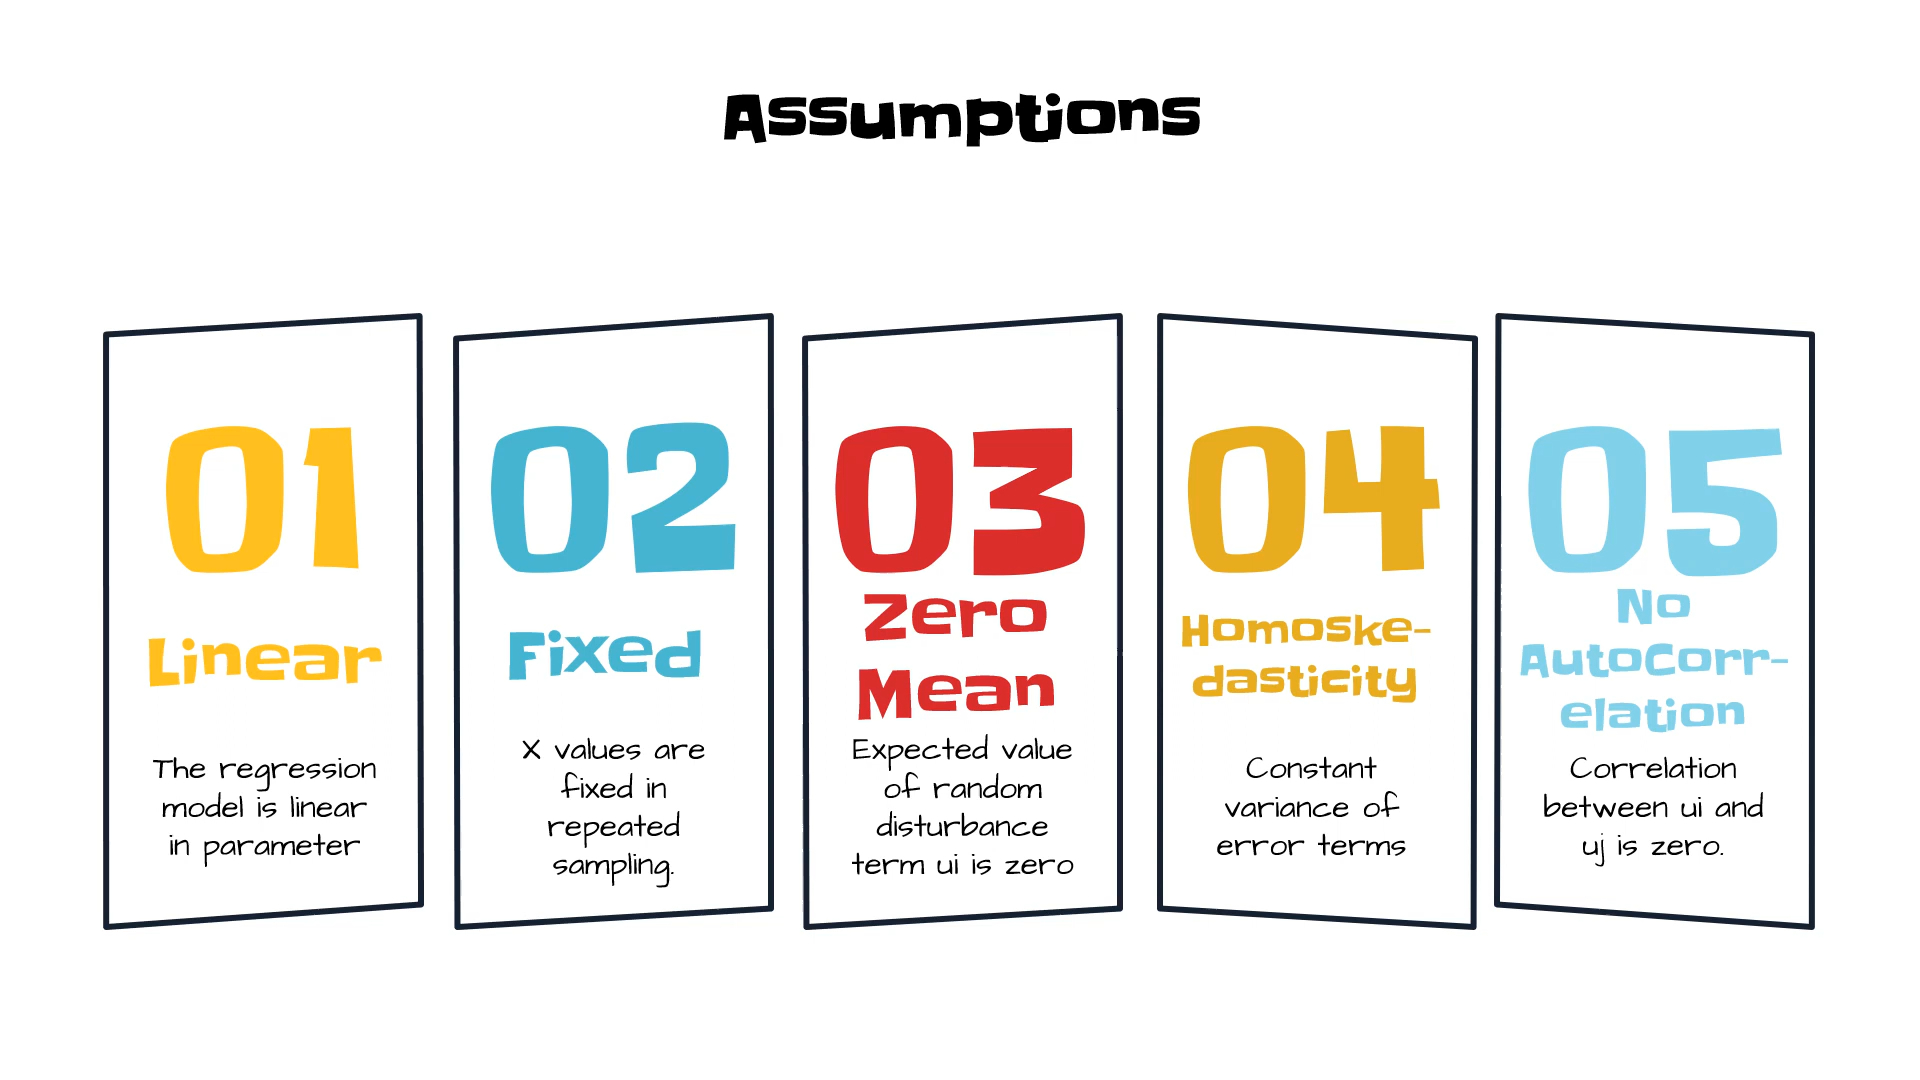 Assumptions
01
Linear
The regression
model is linear
in parameter
02
Fixed
X values are
fixed in
repeated
sampling.
03
Zero
Mean
Expected value
of random
disturbance
term ui is zero
04
Homoske-
dasticity
Constant
variance of
error terms
05
No
AutoCorr-
elation
Correlation
between ui and
uj is zero.